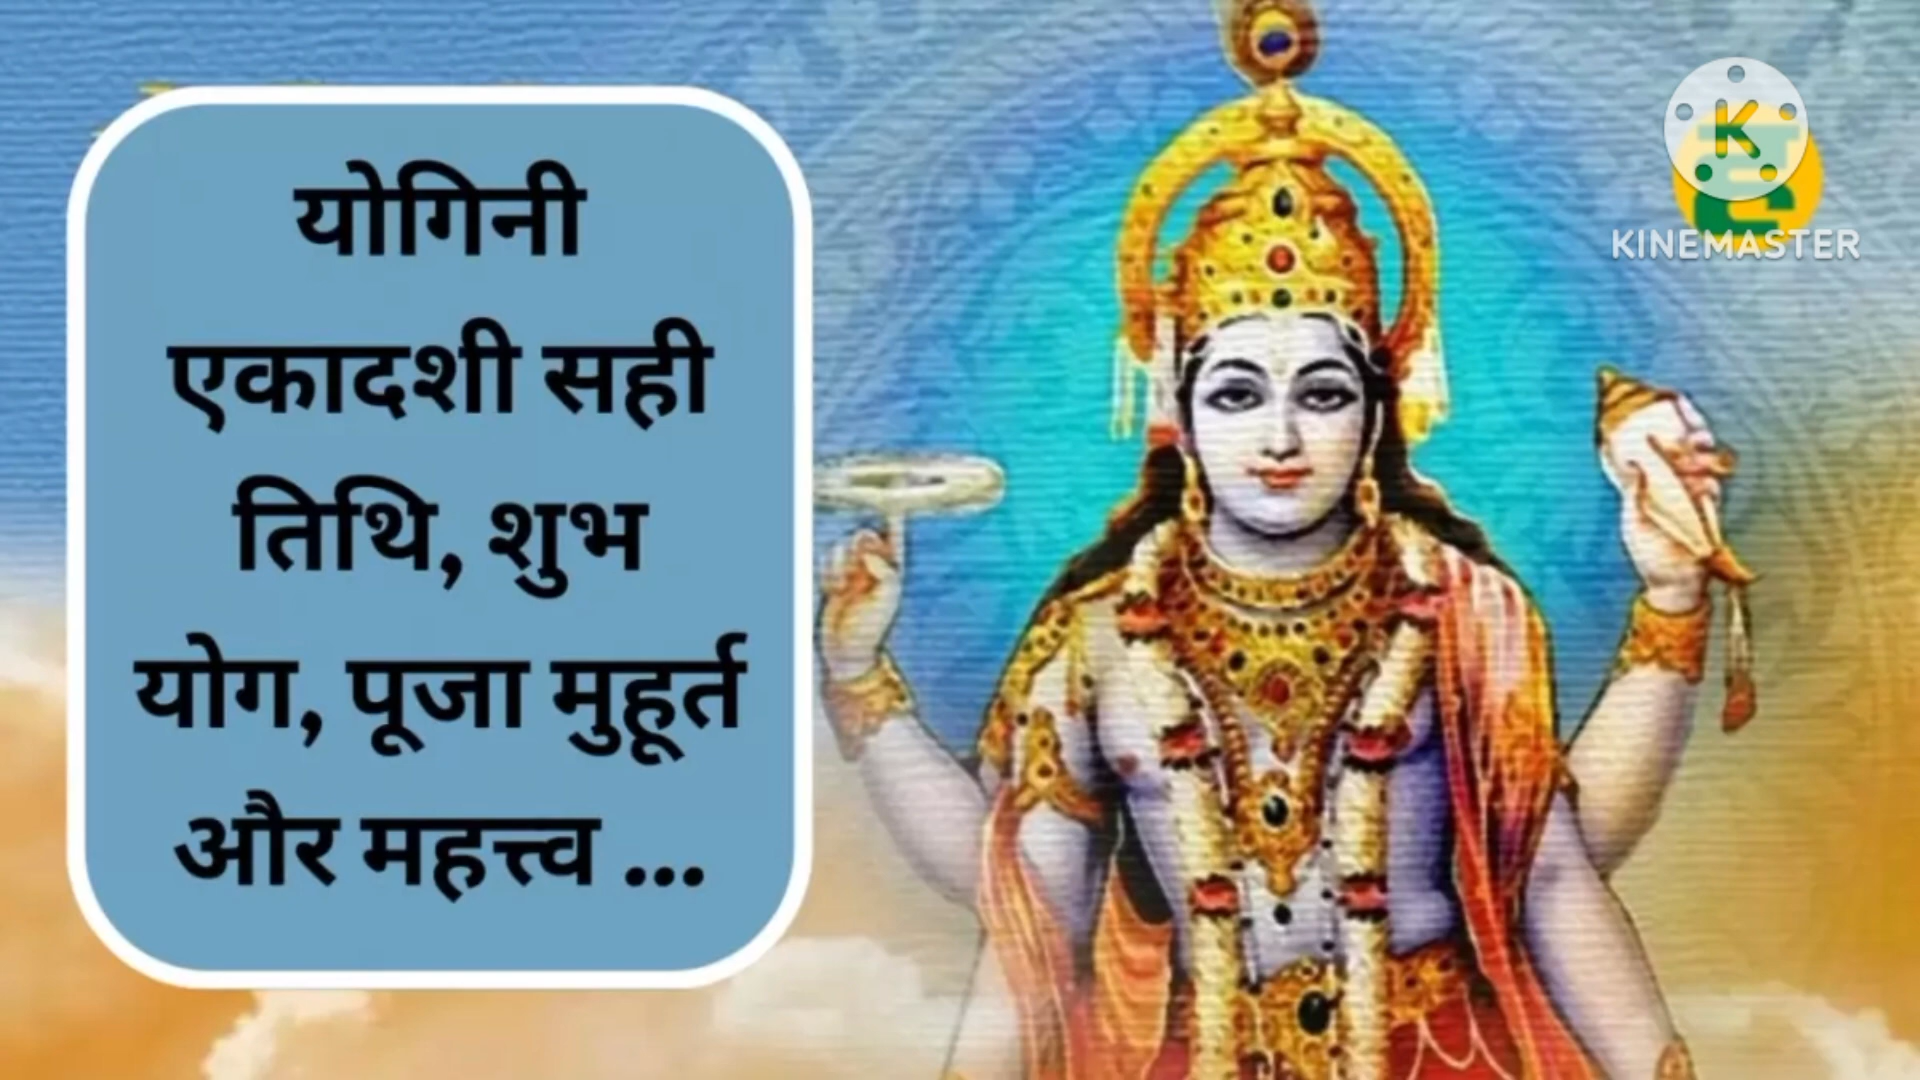 योगिनी
एकादशी सही
तिथि, शुभ
योग, पूजा मुहूर्त
और महत्त्व ...
K
KINEMASTER